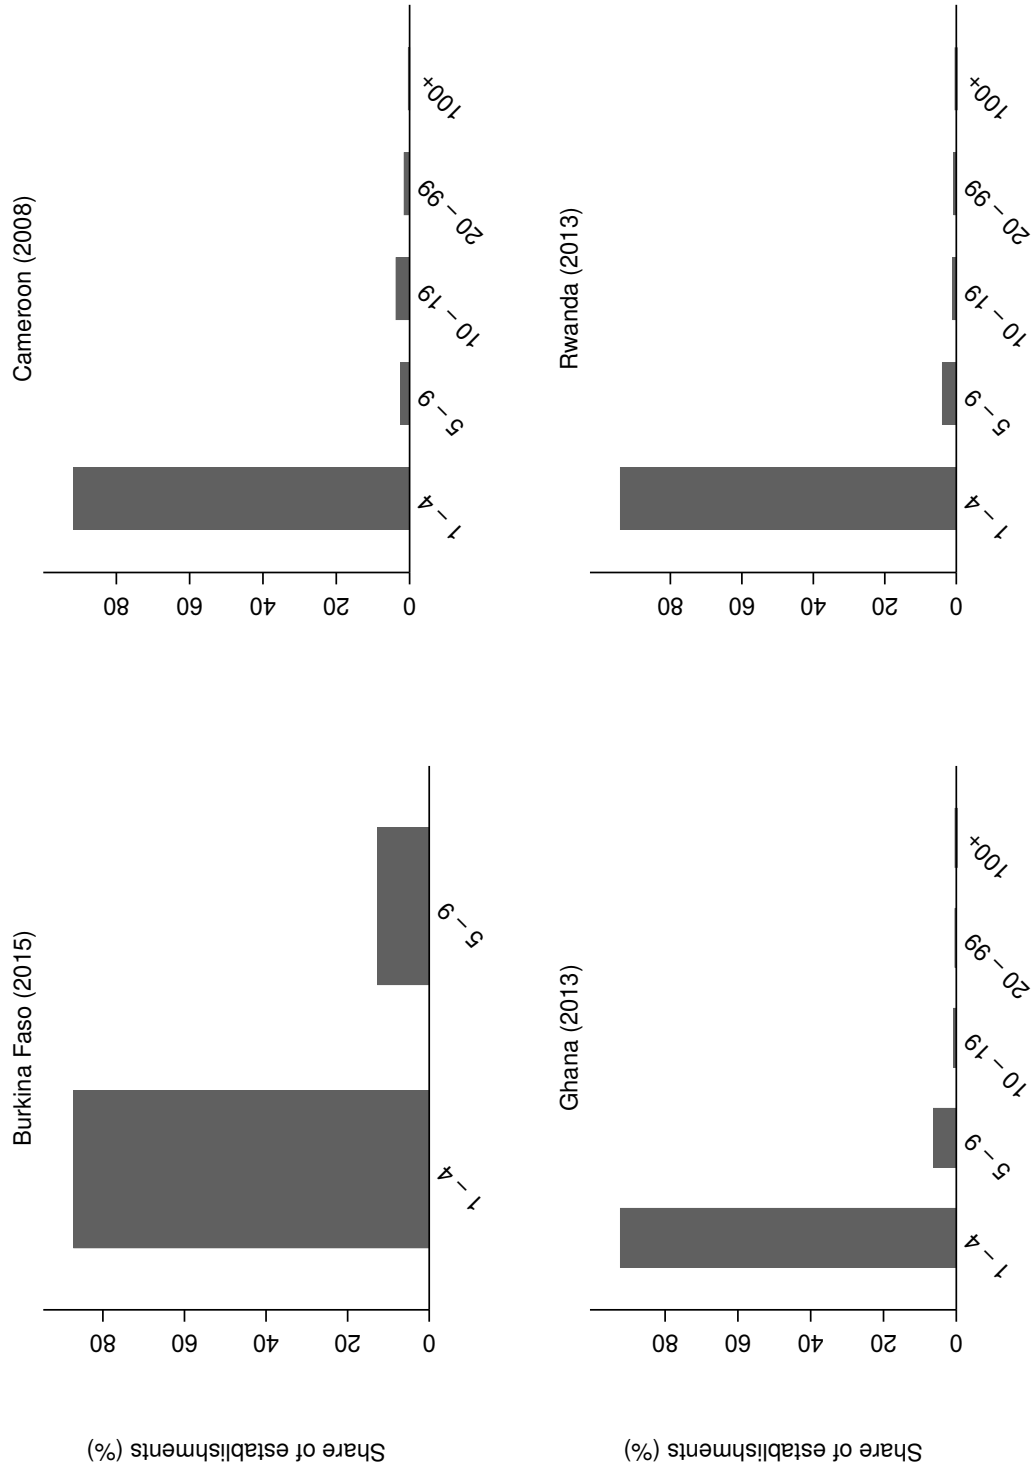 Burkina Faso (2015)
Share of establishments (%)
80
60
40
20
0
1 – 4
5 – 9
Cameroon (2008)
80
60
40
20
0
1 – 4
5 – 9
10 – 19
20 – 99
100+
Ghana (2013)
Share of establishments (%)
80
60
40
20
0
1 – 4
5 – 9
10 – 19
20 – 99
100+
Rwanda (2013)
80
60
40
20
0
1 – 4
5 – 9
10 – 19
20 – 99
100+